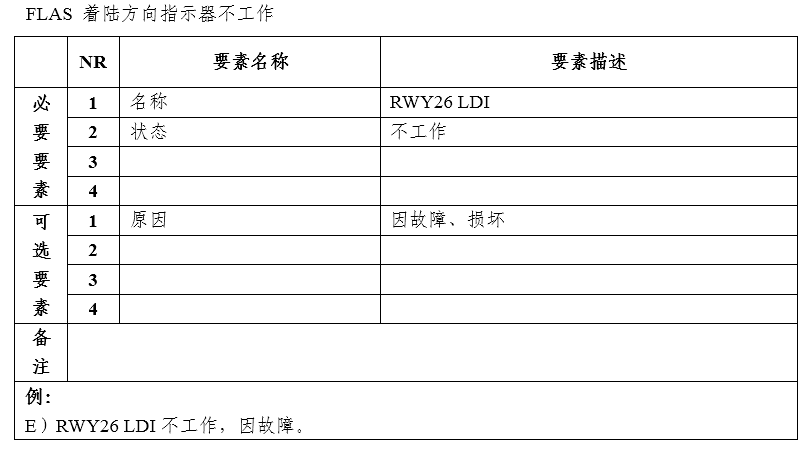 FLAS 着陆方向指示器不工作
NR 要素名称 要素描述
必要要素
1 名称 RWY26 LDI
2 状态 不工作
3
4
可选要素
1 原因 因故障、损坏
2
3
4
备注
例：
E）RWY26 LDI 不工作，因故障。